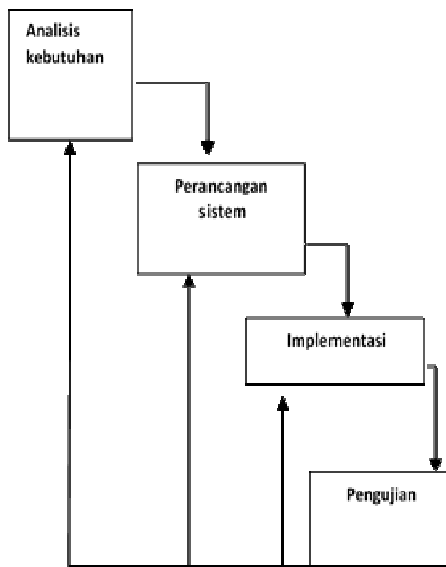 Analisis
kebutuhan
Perancangan
sistem
Implementasi
Pengujian